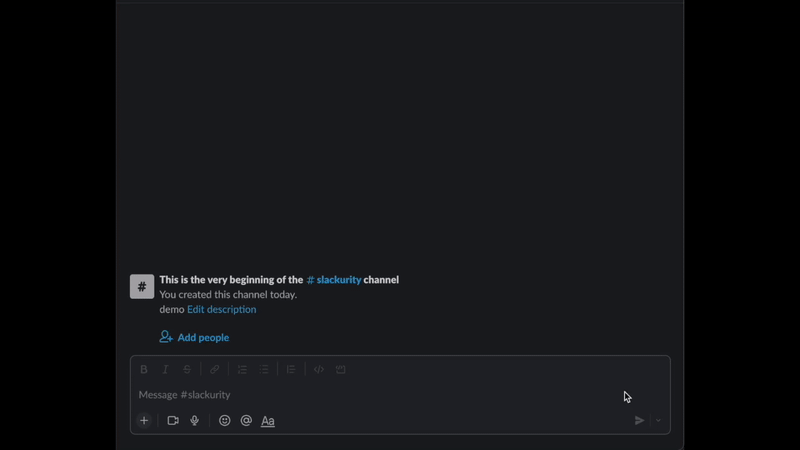 This is the very beginning of the # slackurity channel
You created this channel today.
demo Edit description
Add people
Message #slackurity
Aa